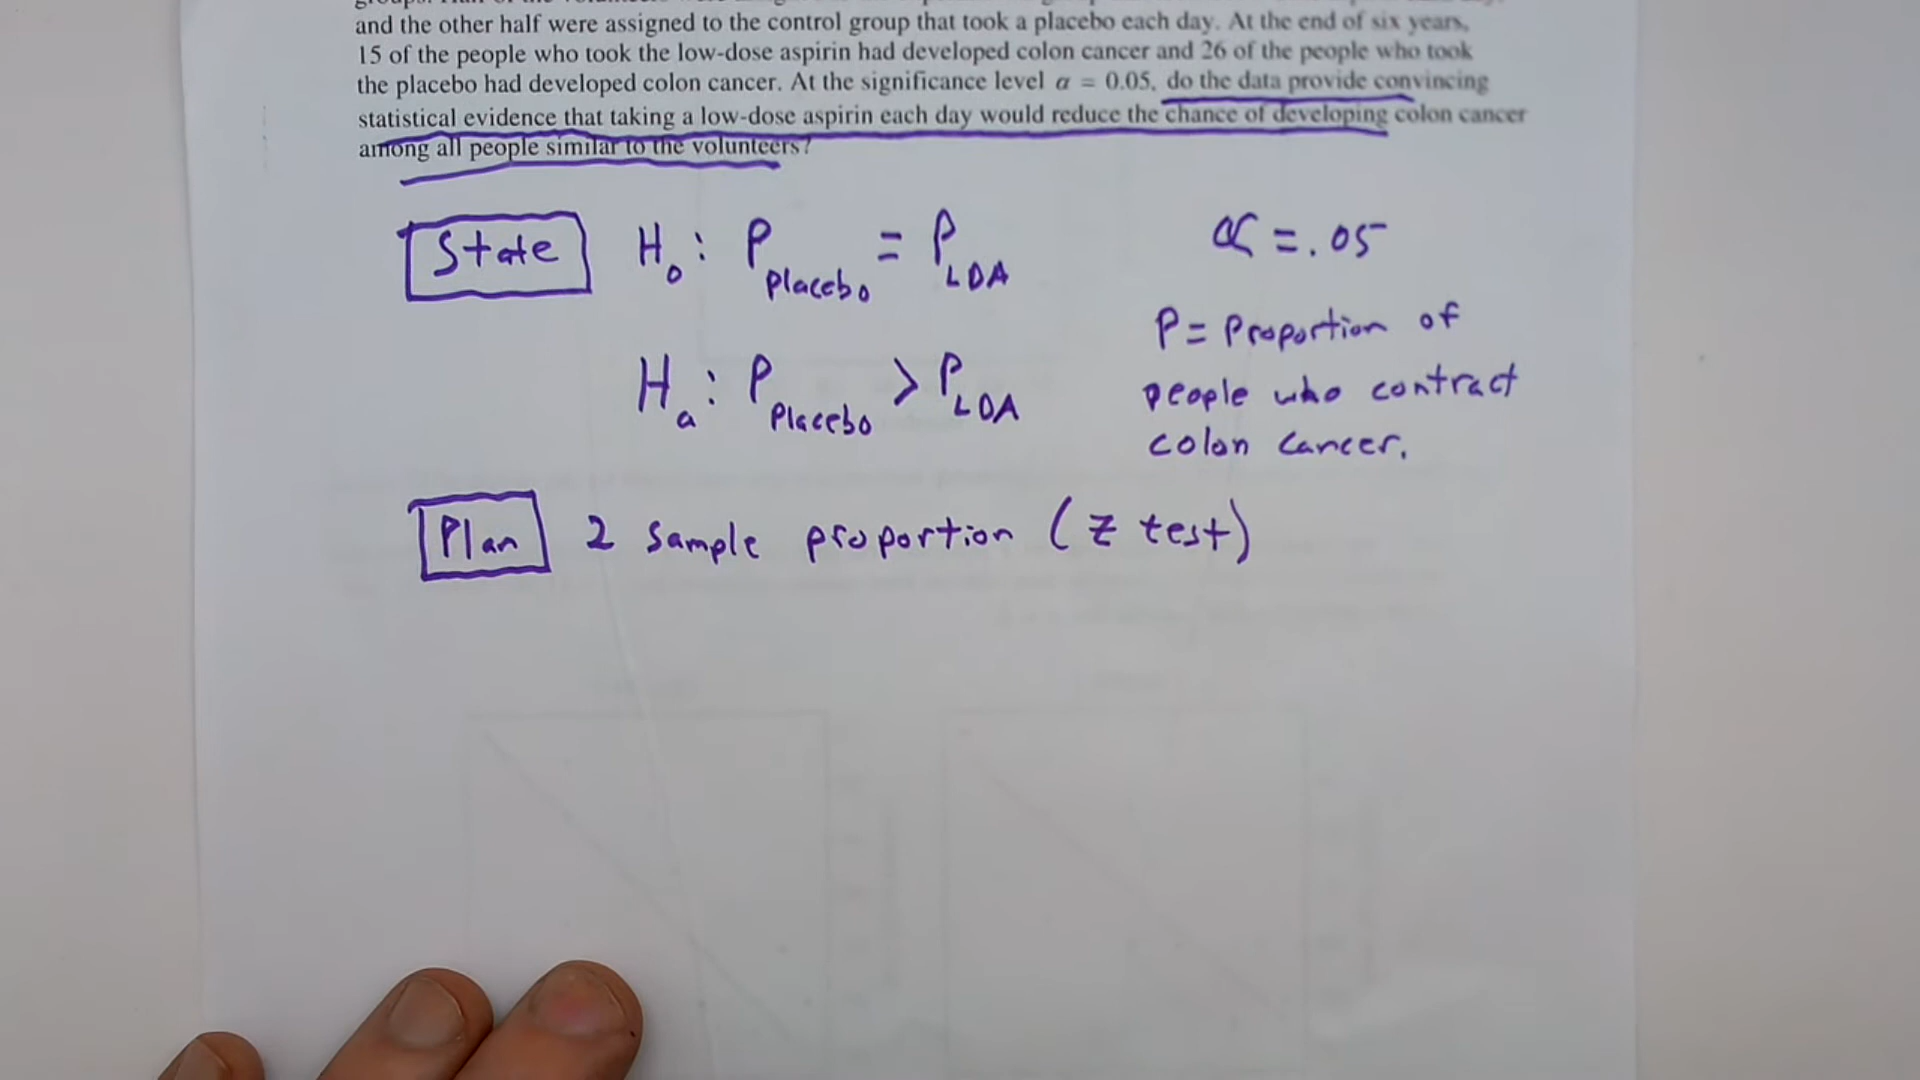 and the other half were assigned to the control group that took a placebo each day. At the end of six years,
15 of the people who took the low-dose aspirin had developed colon cancer and 26 of the people who took
the placebo had developed colon cancer. At the significance level α = 0.05, do the data provide convincing
statistical evidence that taking a low-dose aspirin each day would reduce the chance of developing colon cancer
among all people similar to the volunteers?
State H₀: P Placebo = P LDA α = .05
P = Proportion of
Hₐ: P Placebo > P LDA people who contract
colon cancer.
Plan 2 sample proportion (z test)